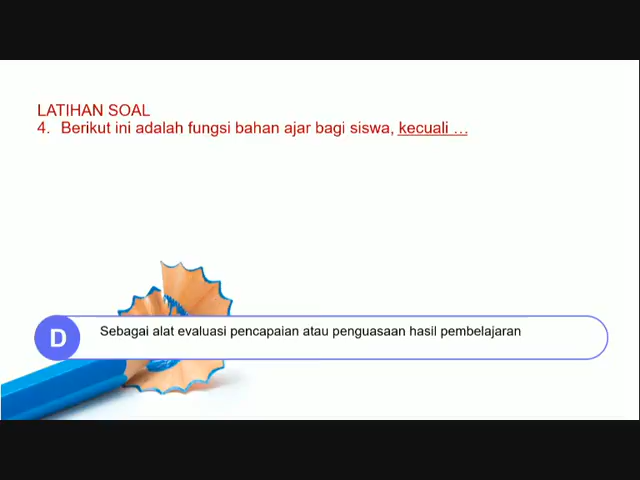 LATIHAN SOAL
4. Berikut ini adalah fungsi bahan ajar bagi siswa, kecuali …
D Sebagai alat evaluasi pencapaian atau penguasaan hasil pembelajaran